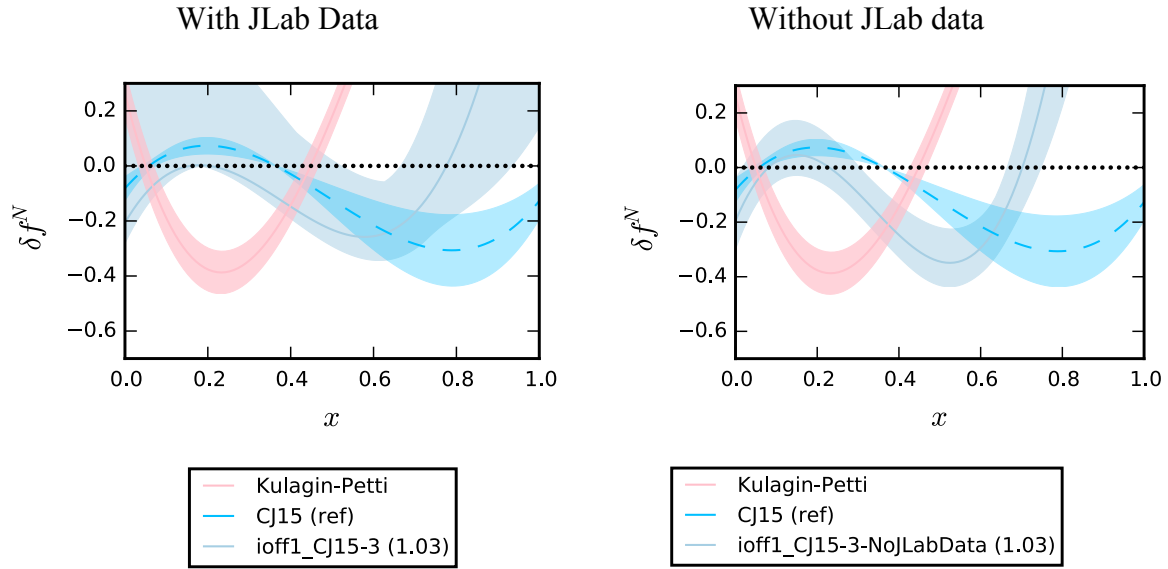 With JLab Data
Without JLab data
0.2
0.0
−0.2
−0.4
−0.6
δf^N
0.0 0.2 0.4 0.6 0.8 1.0
x
0.2
0.0
−0.2
−0.4
−0.6
δf^N
0.0 0.2 0.4 0.6 0.8 1.0
x
Kulagin-Petti
CJ15 (ref)
ioff1_CJ15-3 (1.03)
Kulagin-Petti
CJ15 (ref)
ioff1_CJ15-3-NoJLabData (1.03)